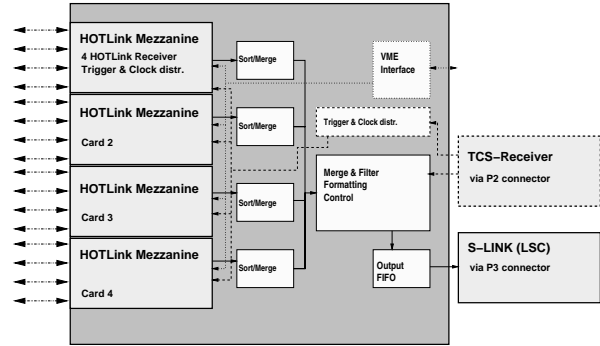 HOTLink Mezzanine
4 HOTLink Receiver
Trigger & Clock distr.
Sort/Merge
VME
Interface
HOTLink Mezzanine
Card 2
Sort/Merge
Trigger & Clock distr.
TCS−Receiver
via P2 connector
HOTLink Mezzanine
Card 3
Sort/Merge
Merge & Filter
Formatting
Control
HOTLink Mezzanine
Card 4
Sort/Merge
Output
FIFO
S−LINK (LSC)
via P3 connector